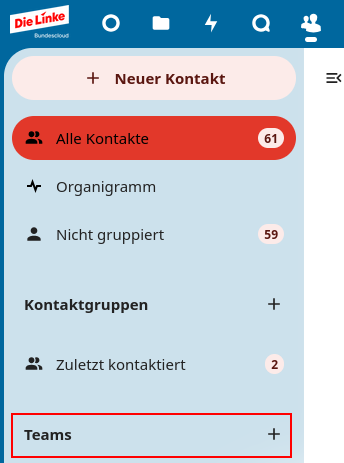 Die Linke
Bundescloud
Neuer Kontakt
Alle Kontakte 61
Organigramm
Nicht gruppiert 59
Kontaktgruppen
Zuletzt kontaktiert 2
Teams